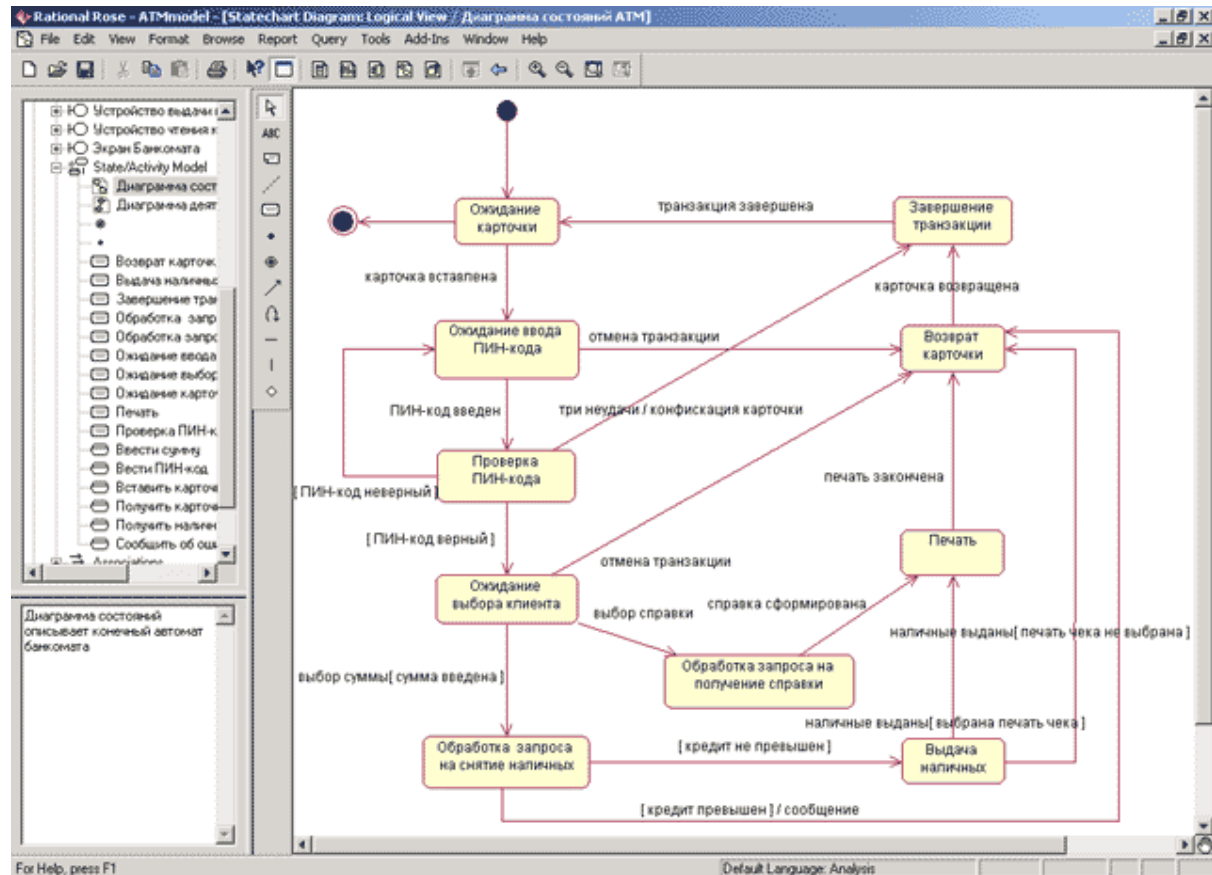 Rational Rose - ATMmodel - [Statechart Diagram: Logical View / Диаграмма состояний ATM]
File Edit View Format Browse Report Query Tools Add-Ins Window Help
ABC
Устройство выдачи
Устройство чтения к
Экран Банкомата
State/Activity Model
Диаграмма сост
Диаграмма деят
Возврат карточк
Выдача наличных
Завершение тран
Обработка запр
Обработка запрс
Ожидание ввода
Ожидание выбор
Ожидание карточ
Печать
Проверка ПИН-к
Ввести сумму
Вести ПИН-код
Вставить карточ
Получить карточ
Получить наличн
Сообщить об ош
Associations
Диаграмма состояний
описывает конечный автомат
банкомата
Ожидание
карточки
транзакция завершена
Завершение
транзакции
карточка вставлена
карточка возвращена
Ожидание ввода
ПИН-кода
отмена транзакции
Возврат
карточки
ПИН-код введен
три неудачи / конфискация карточки
Проверка
ПИН-кода
[ ПИН-код неверный ]
печать закончена
[ ПИН-код верный ]
Печать
отмена транзакции
Ожидание
выбора клиента
выбор справки
справка сформирована
наличные выданы[ печать чека не выбрана ]
Обработка запроса на
получение справки
выбор суммы[ сумма введена ]
наличные выданы[ выбрана печать чека ]
Обработка запроса
на снятие наличных
[ кредит не превышен ]
Выдача
наличных
[ кредит превышен ] / сообщение
For Help, press F1
Default Language: Analysis